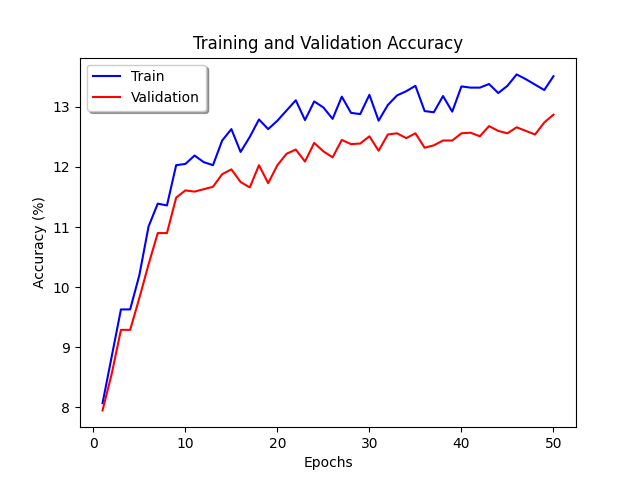 Training and Validation Accuracy
Train
Validation
13
12
11
10
9
8
Accuracy (%)
0 10 20 30 40 50
Epochs